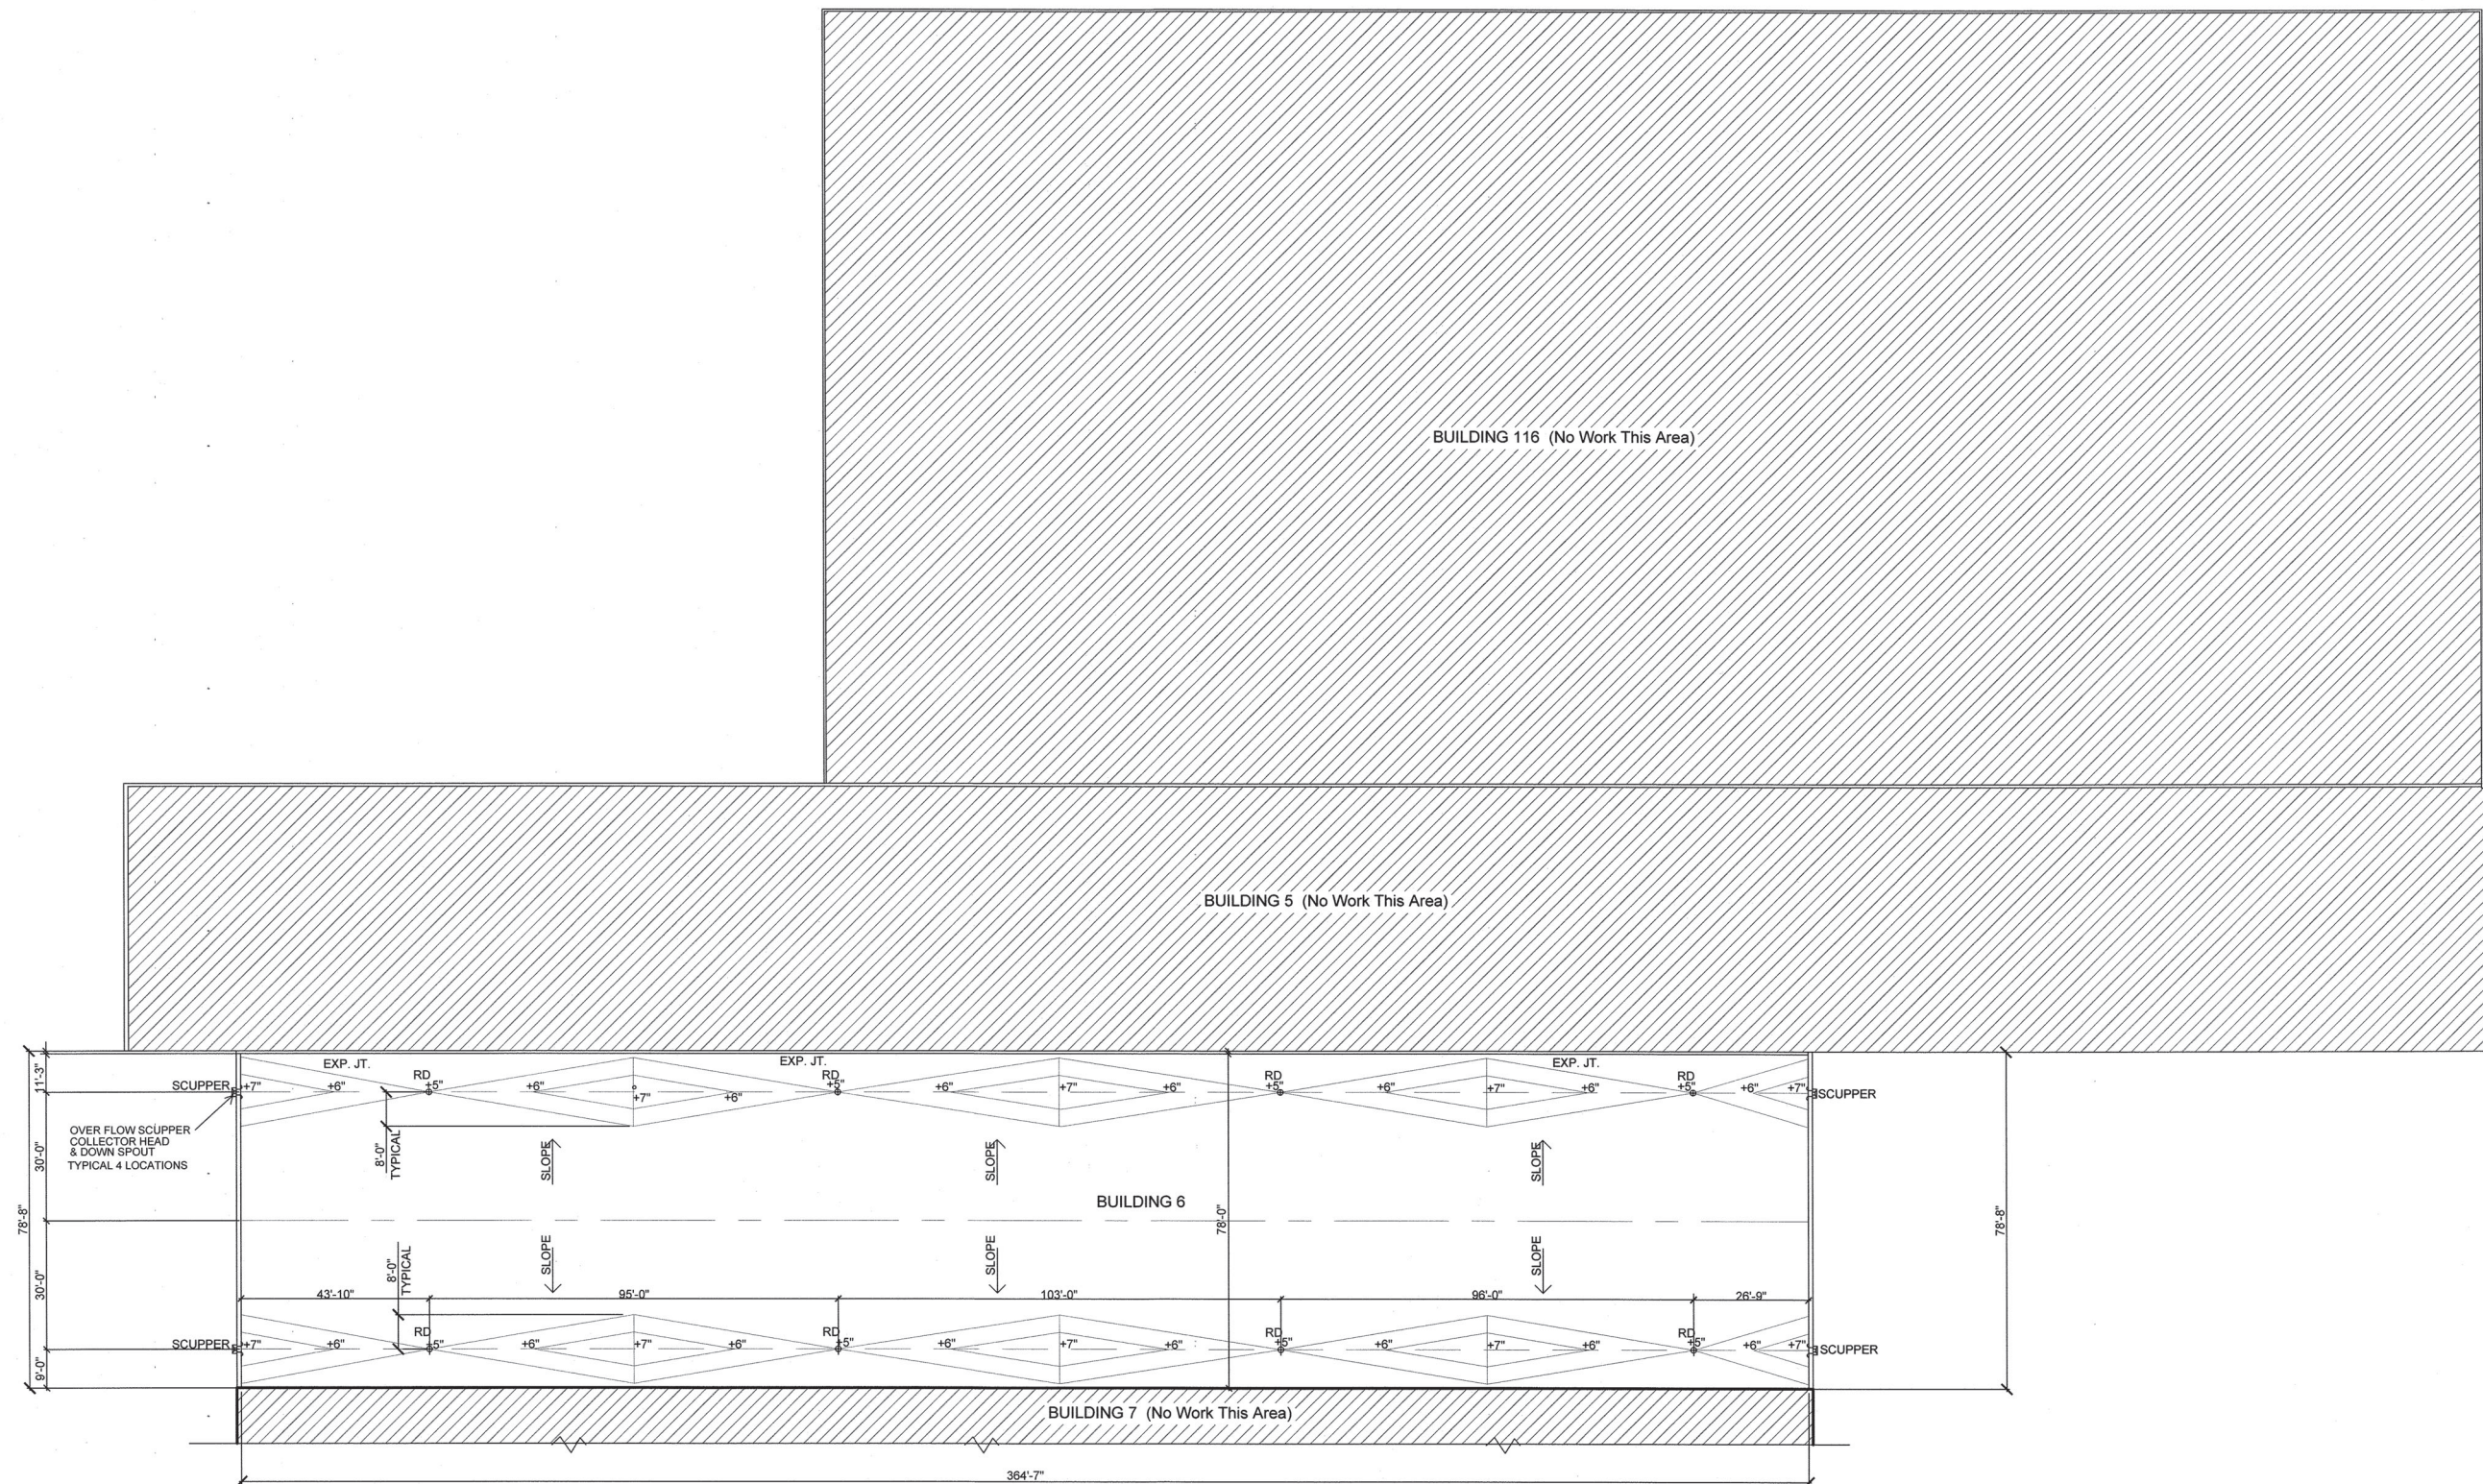 BUILDING 116 (No Work This Area)
BUILDING 5 (No Work This Area)
EXP. JT.
EXP. JT.
EXP. JT.
RD
RD
RD
RD
SCUPPER
+7"
+6"
+5"
+6"
+7"
+6"
+5"
+6"
+7"
+6"
+5"
+6"
+7"
+6"
+5"
+6"
+7"
SCUPPER
11'-3"
30'-0"
78'-8"
30'-0"
9'-0"
OVER FLOW SCUPPER
COLLECTOR HEAD
& DOWN SPOUT
TYPICAL 4 LOCATIONS
8'-0"
TYPICAL
SLOPE
SLOPE
SLOPE
BUILDING 6
78'-0"
78'-8"
8'-0"
TYPICAL
SLOPE
SLOPE
SLOPE
43'-10"
95'-0"
103'-0"
96'-0"
26'-9"
RD
RD
RD
RD
SCUPPER
+7"
+6"
+5"
+6"
+7"
+6"
+5"
+6"
+7"
+6"
+5"
+6"
+7"
+6"
+5"
+6"
+7"
SCUPPER
BUILDING 7 (No Work This Area)
364'-7"